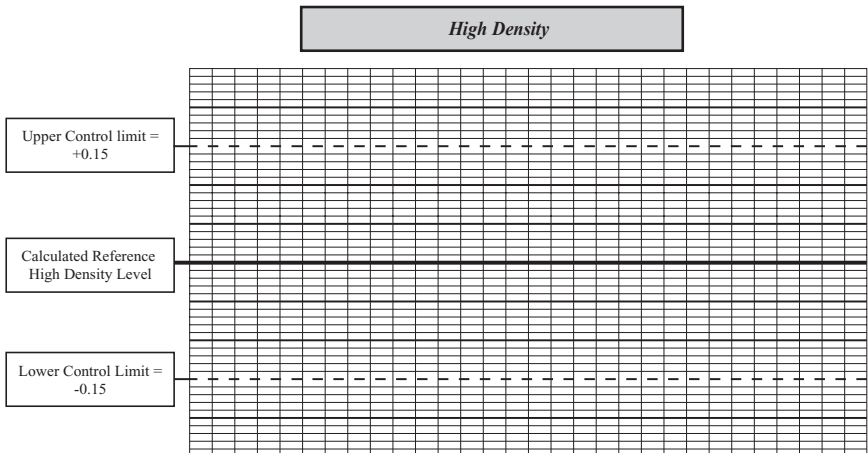 High Density
Upper Control limit =
+0.15
Calculated Reference
High Density Level
Lower Control Limit =
-0.15